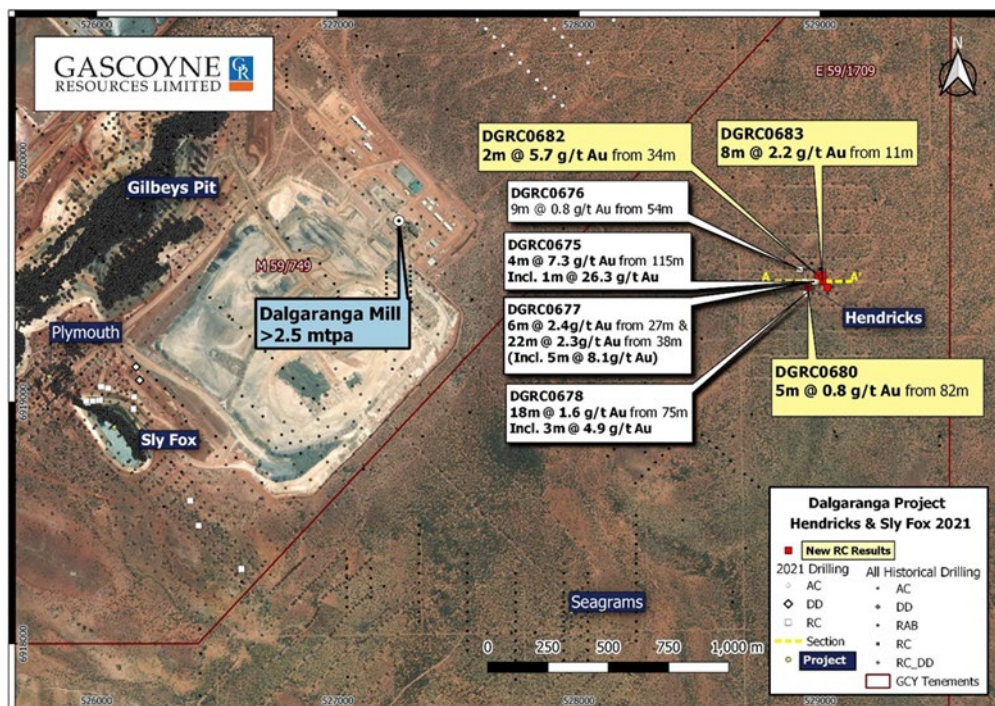 526000
527000
528000
529000
GASCOYNE
RESOURCES LIMITED
GR
E 59/1709
N
6920000
DGRC0682
2m @ 5.7 g/t Au from 34m
DGRC0683
8m @ 2.2 g/t Au from 11m
Gilbeys Pit
DGRC0676
9m @ 0.8 g/t Au from 54m
DGRC0675
4m @ 7.3 g/t Au from 115m
Incl. 1m @ 26.3 g/t Au
M 59/749
A
A'
Dalgaranga Mill
>2.5 mtpa
DGRC0677
6m @ 2.4g/t Au from 27m &
22m @ 2.3g/t Au from 38m
(Incl. 5m @ 8.1g/t Au)
Hendricks
Plymouth
DGRC0680
5m @ 0.8 g/t Au from 82m
6919000
DGRC0678
18m @ 1.6 g/t Au from 75m
Incl. 3m @ 4.9 g/t Au
Sly Fox
Seagrams
Dalgaranga Project
Hendricks & Sly Fox 2021
New RC Results
2021 Drilling
AC
DD
RC
Section
Project
All Historical Drilling
AC
DD
RAB
RC
RC_DD
GCY Tenements
0 250 500 750 1,000 m
6918000
526000
527000
528000
529000